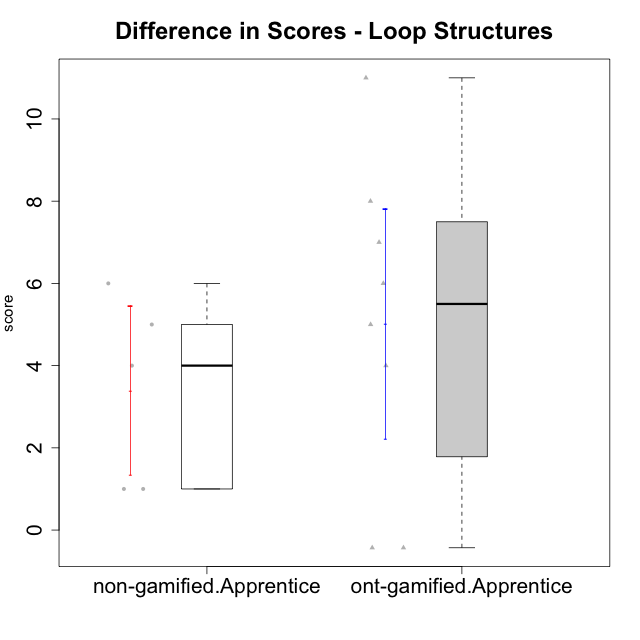 Difference in Scores - Loop Structures
score
10
8
6
4
2
0
non-gamified.Apprentice ont-gamified.Apprentice